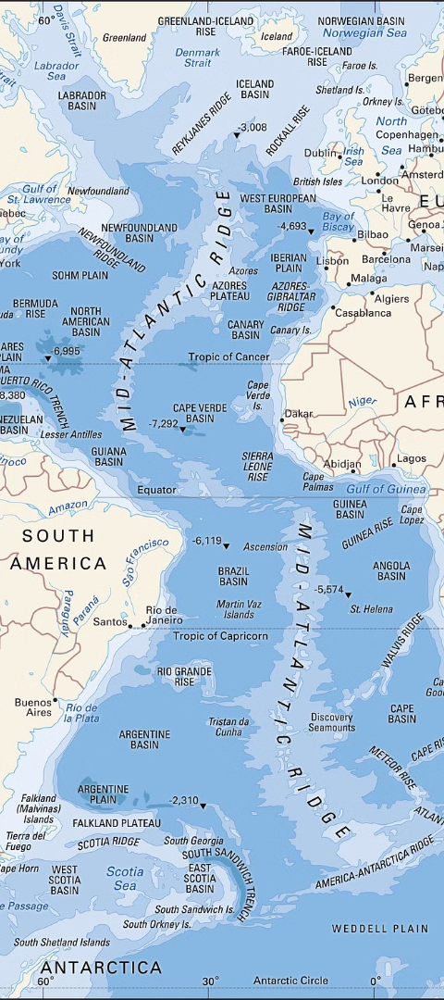 60°
Davis Strait
Greenland
GREENLAND-ICELAND
RISE
Iceland
NORWEGIAN BASIN
Norwegian Sea
Denmark
Strait
FAROE-ICELAND
RISE
Faroe Is.
Labrador
Sea
LABRADOR
BASIN
ICELAND
BASIN
Shetland Is.
Orkney Is.
Bergen
REYKJANES RIDGE
-3,008
ROCKALL RISE
North
Sea
Copenhagen
Dublin
Irish
Sea
London
British Isles
Gulf of
St. Lawrence
Newfoundland
WEST EUROPEAN
BASIN
Le
Havre
EU
-4,693
Bay of
Biscay
Bilbao
Genoa
NEWFOUNDLAND
BASIN
NEWFOUNDLAND
RIDGE
MID-ATLANTIC RIDGE
SOHM PLAIN
IBERIAN
PLAIN
Lisbon
Barcelona
Malaga
Azores
AZORES
PLATEAU
AZORES-
GIBRALTAR
RIDGE
Algiers
Casablanca
BERMUDA
RISE
NORTH
AMERICAN
BASIN
CANARY
BASIN
Canary Is.
-6,995
Tropic of Cancer
PUERTO RICO TRENCH
8,380
Lesser Antilles
Cape
Verde
Is.
CAPE VERDE
BASIN
-7,292
Dakar
Niger
AFR
GUIANA
BASIN
SIERRA
LEONE
RISE
Cape
Palmas
Abidjan
Lagos
Gulf of Guinea
Equator
Amazon
GUINEA
BASIN
Cape
Lopez
GUINEA RISE
SOUTH
AMERICA
São Francisco
-6,119
Ascension
BRAZIL
BASIN
MID-ATLANTIC RIDGE
ANGOLA
BASIN
-5,574
St. Helena
Paraguay
Paraná
Martin Vaz
Islands
Santos
Rio de
Janeiro
Tropic of Capricorn
WALVIS RIDGE
RIO GRANDE
RISE
Buenos
Aires
Río de
la Plata
CAPE
BASIN
ARGENTINE
BASIN
Tristan da
Cunha
Discovery
Seamounts
METEOR RISE
ARGENTINE
PLAIN
-2,310
Falkland
(Malvinas)
Islands
FALKLAND PLATEAU
Tierra del
Fuego
SCOTIA RIDGE
South Georgia
SOUTH SANDWICH TRENCH
WEST
SCOTIA
BASIN
Scotia
Sea
EAST
SCOTIA
BASIN
AMERICA-ANTARCTICA RIDGE
South Sandwich Is.
South Orkney Is.
WEDDELL PLAIN
South Shetland Islands
ANTARCTICA
60°
30°
Antarctic Circle
0°